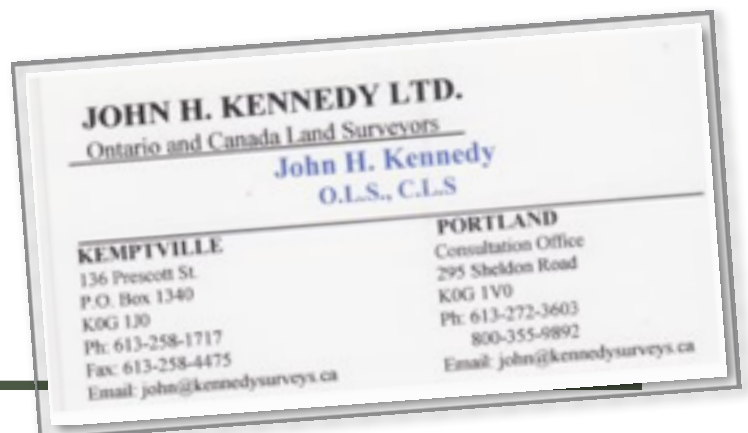 JOHN H. KENNEDY LTD.
Ontario and Canada Land Surveyors
John H. Kennedy
O.L.S., C.L.S
KEMPTVILLE
136 Prescott St.
P.O. Box 1340
K0G 1J0
Ph: 613-258-1717
Fax: 613-258-4475
Email: john@kennedysurveys.ca
PORTLAND
Consultation Office
295 Sheldon Road
K0G 1V0
Ph: 613-272-3603
800-355-9892
Email: john@kennedysurveys.ca